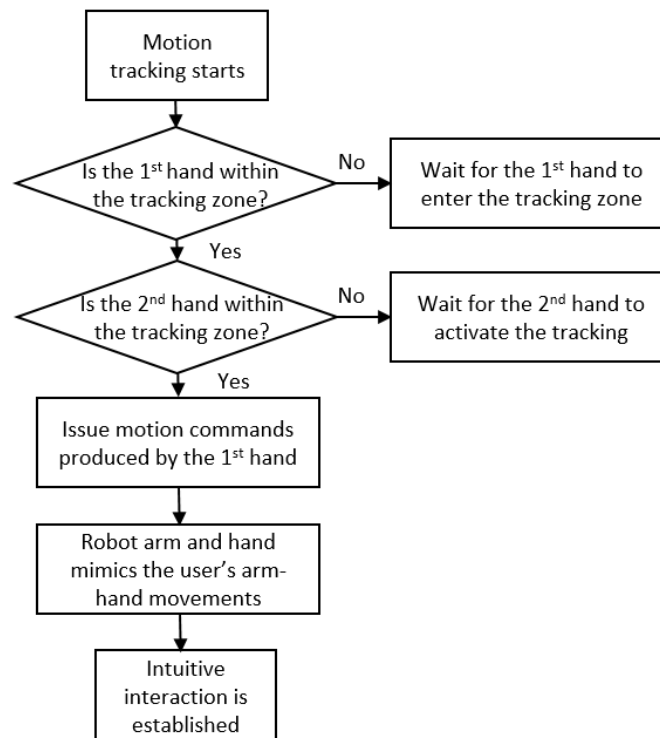 Motion
tracking starts
Is the 1st hand within
the tracking zone?
No
Wait for the 1st hand to
enter the tracking zone
Yes
Is the 2nd hand within
the tracking zone?
No
Wait for the 2nd hand to
activate the tracking
Yes
Issue motion commands
produced by the 1st hand
Robot arm and hand
mimics the user’s arm-
hand movements
Intuitive
interaction is
established